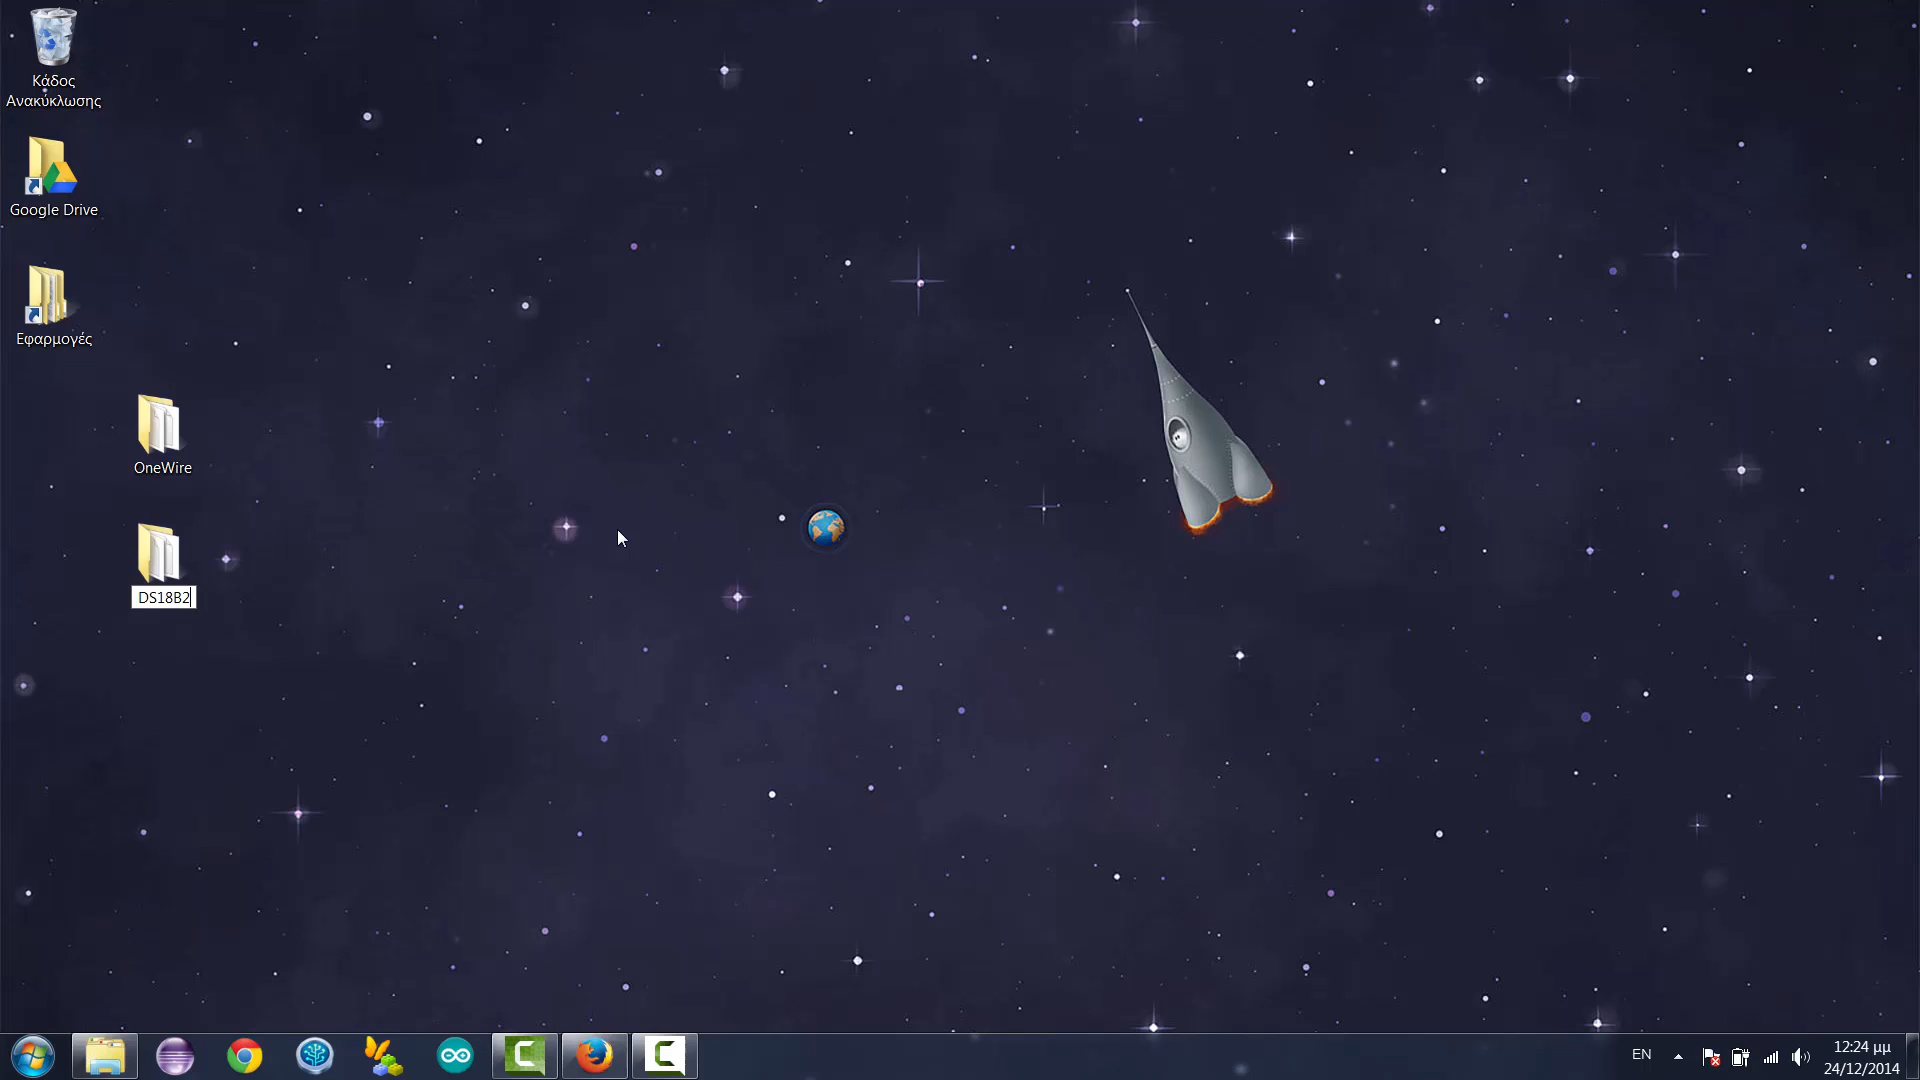 Κάδος
Ανακύκλωσης
Google Drive
Εφαρμογές
OneWire
DS18B2
EN
12:24 μμ
24/12/2014